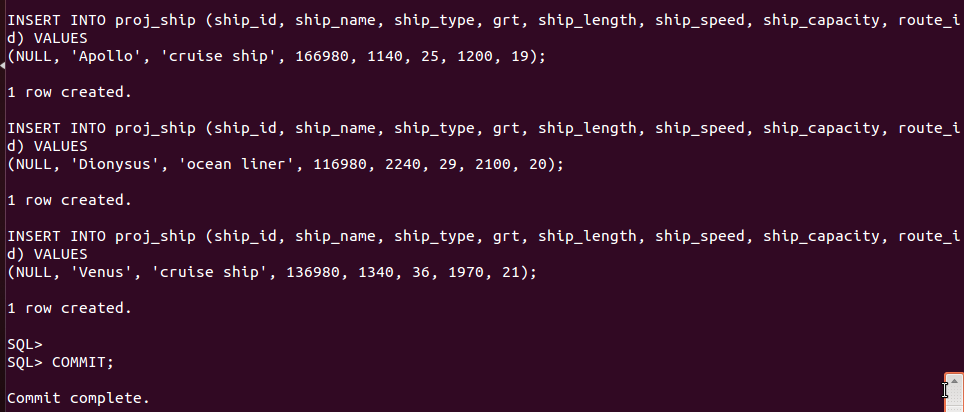 INSERT INTO proj_ship (ship_id, ship_name, ship_type, grt, ship_length, ship_speed, ship_capacity, route_i
d) VALUES
(NULL, 'Apollo', 'cruise ship', 166980, 1140, 25, 1200, 19);
1 row created.
INSERT INTO proj_ship (ship_id, ship_name, ship_type, grt, ship_length, ship_speed, ship_capacity, route_i
d) VALUES
(NULL, 'Dionysus', 'ocean liner', 116980, 2240, 29, 2100, 20);
1 row created.
INSERT INTO proj_ship (ship_id, ship_name, ship_type, grt, ship_length, ship_speed, ship_capacity, route_i
d) VALUES
(NULL, 'Venus', 'cruise ship', 136980, 1340, 36, 1970, 21);
1 row created.
SQL>
SQL> COMMIT;
Commit complete.